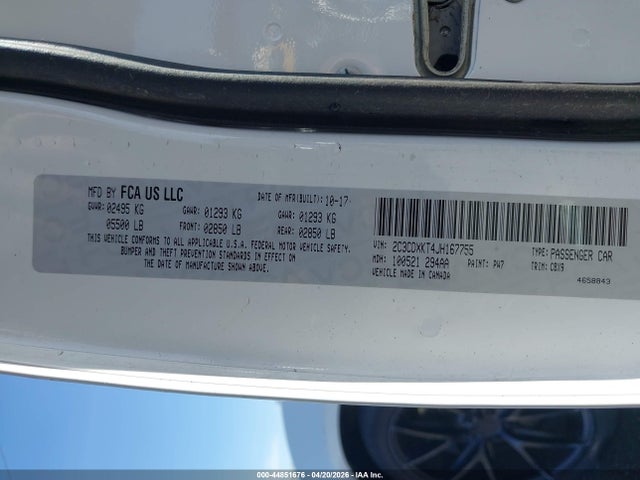 MFD BY FCA US LLC DATE OF MFR(BUILT): 10-17
GVWR: 02495 KG GAWR: 01293 KG GAWR: 01293 KG
05500 LB FRONT: 02850 LB REAR: 02850 LB
THIS VEHICLE CONFORMS TO ALL U.S.A. FEDERAL MOTOR VEHICLE SAFETY,
BUMPER AND THEFT PREVENTION STANDARDS IN EFFECT ON
THE DATE OF MANUFACTURE SHOWN ABOVE.
VIN: 2C3CDXKT4JH167755 TYPE: PASSENGER CAR
MDH: 100521 294AA PAINT: PW7 TRIM:
VEHICLE MADE IN CANADA
4658843
000-44851676 | 04/20/2026 | IAA Inc.